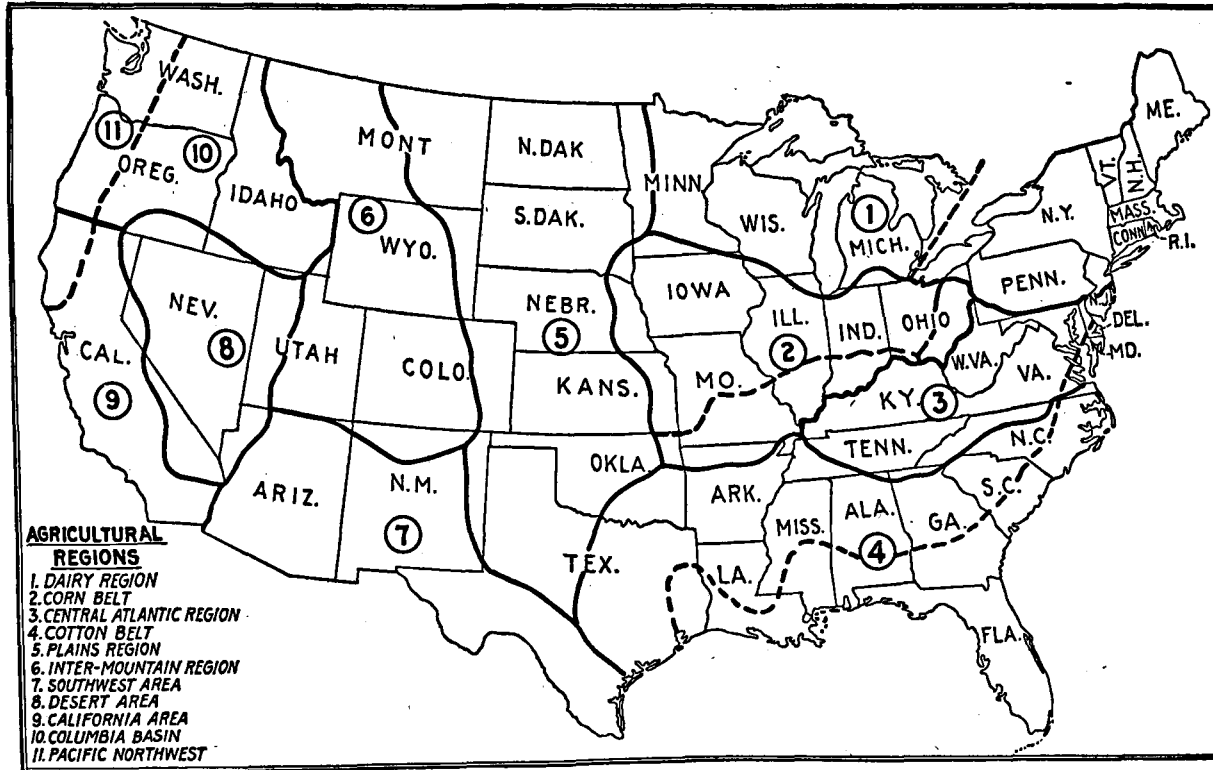 WASH.
MONT
N.DAK
MINN.
ME.
11
10
OREG.
IDAHO
VT.
N.H.
6
S.DAK.
WIS.
1
N.Y.
MASS.
WYO.
MICH.
CONN.
R.I.
NEV.
NEBR.
IOWA
PENN.
N.J.
ILL.
IND.
OHIO
DEL.
CAL.
8
UTAH
COLO.
5
2
MD.
KANS.
MO.
W.VA.
VA.
9
KY.
3
TENN.
N.C.
OKLA.
ARIZ.
N.M.
ARK.
S.C.
MISS.
ALA.
GA.
7
4
TEX.
LA.
FLA.
AGRICULTURAL
REGIONS
1. DAIRY REGION
2. CORN BELT
3. CENTRAL ATLANTIC REGION
4. COTTON BELT
5. PLAINS REGION
6. INTER-MOUNTAIN REGION
7. SOUTHWEST AREA
8. DESERT AREA
9. CALIFORNIA AREA
10. COLUMBIA BASIN
11. PACIFIC NORTHWEST